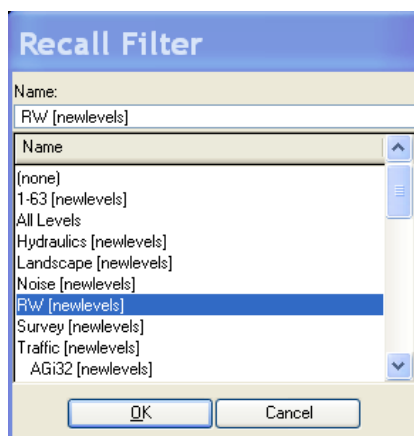 Recall Filter
Name:
RW [newlevels]
Name
(none)
1-63 [newlevels]
All Levels
Hydraulics [newlevels]
Landscape [newlevels]
Noise [newlevels]
RW [newlevels]
Survey [newlevels]
Traffic [newlevels]
AGi32 [newlevels]
OK
Cancel